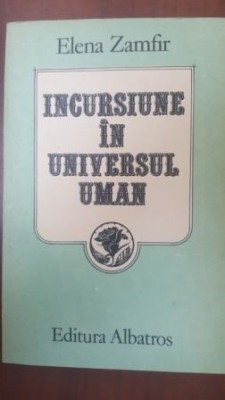 Elena Zamfir
INCURSIUNE
ÎN
UNIVERSUL
UMAN
Editura Albatros